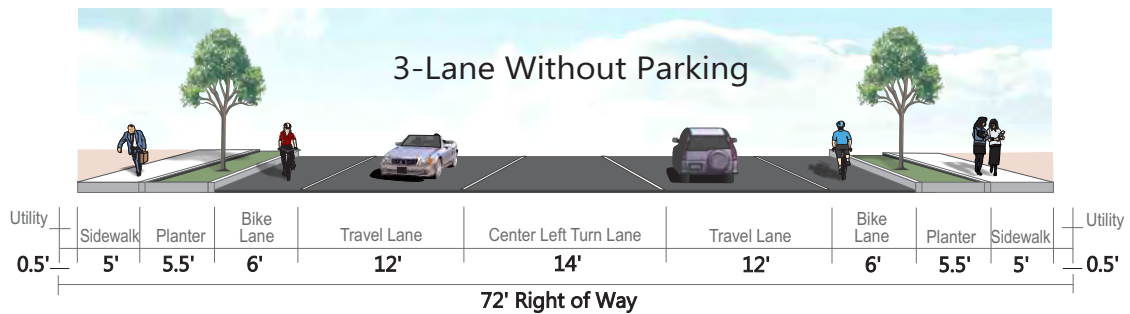 3-Lane Without Parking
Utility Sidewalk Planter Bike Lane Travel Lane Center Left Turn Lane Travel Lane Bike Lane Planter Sidewalk Utility
0.5' 5' 5.5' 6' 12' 14' 12' 6' 5.5' 5' 0.5'
72' Right of Way